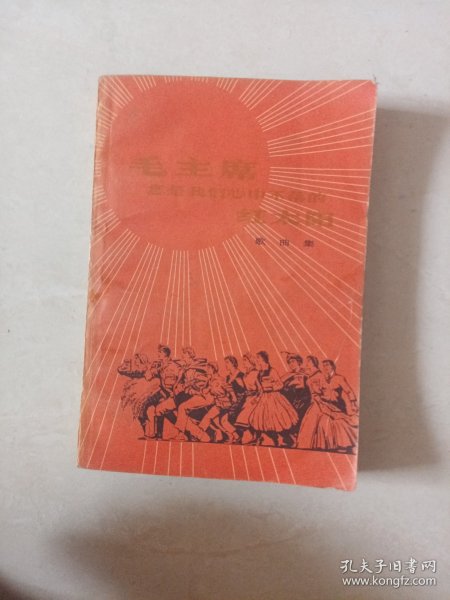 毛主席
您是我们心中不落的
红太阳
歌曲集
孔夫子旧书网
www.kongfz.com